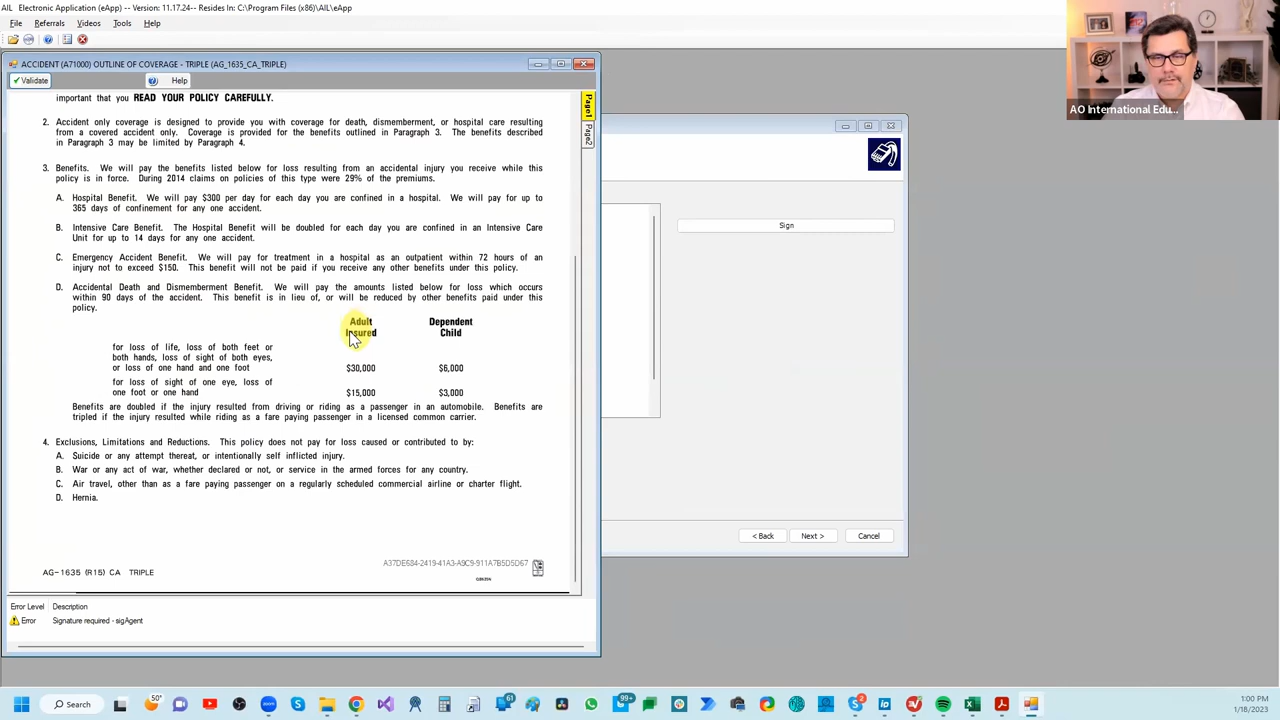 AIL Electronic Application (eApp) -- Version: 11.17.24-- Resides In: C:\Program Files (x86)\AIL\eApp
File Referrals Videos Tools Help
ACCIDENT (A71000) OUTLINE OF COVERAGE - TRIPLE (AG_1635_CA_TRIPLE)
Validate Help
Page1
Page2
important that you READ YOUR POLICY CAREFULLY.
2. Accident only coverage is designed to provide you with coverage for death, dismemberment, or hospital care resulting
from a covered accident only. Coverage is provided for the benefits outlined in Paragraph 3. The benefits described
in Paragraph 3 may be limited by Paragraph 4.
3. Benefits. We will pay the benefits listed below for loss resulting from an accidental injury you receive while this
policy is in force. During 2014 claims on policies of this type were 29% of the premiums.
A. Hospital Benefit. We will pay $300 per day for each day you are confined in a hospital. We will pay for up to
365 days of confinement for any one accident.
B. Intensive Care Benefit. The Hospital Benefit will be doubled for each day you are confined in an Intensive Care
Unit for up to 14 days for any one accident.
C. Emergency Accident Benefit. We will pay for treatment in a hospital as an outpatient within 72 hours of an
injury not to exceed $150. This benefit will not be paid if you receive any other benefits under this policy.
D. Accidental Death and Dismemberment Benefit. We will pay the amounts listed below for loss which occurs
within 90 days of the accident. This benefit is in lieu of, or will be reduced by other benefits paid under this
policy.
Adult Dependent
Insured Child
for loss of life, loss of both feet or
both hands, loss of sight of both eyes,
or loss of one hand and one foot $30,000 $6,000
for loss of sight of one eye, loss of
one foot or one hand $15,000 $3,000
Benefits are doubled if the injury resulted from driving or riding as a passenger in an automobile. Benefits are
tripled if the injury resulted while riding as a fare paying passenger in a licensed common carrier.
4. Exclusions, Limitations and Reductions. This policy does not pay for loss caused or contributed to by:
A. Suicide or any attempt thereat, or intentionally self inflicted injury.
B. War or any act of war, whether declared or not, or service in the armed forces for any country.
C. Air travel, other than as a fare paying passenger on a regularly scheduled commercial airline or charter flight.
D. Hernia.
A37DE684-2419-41A3-A9C9-911A7B5D5D67
AG-1635 (R15) CA TRIPLE
Error Level Description
Error Signature required - sigAgent
Sign
< Back Next > Cancel
AO International Edu...
50°
Search
61
99+
2
1:00 PM
1/18/2023